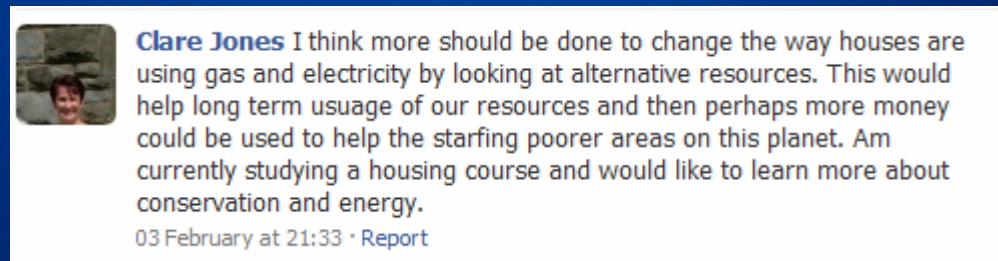 Clare Jones I think more should be done to change the way houses are
using gas and electricity by looking at alternative resources. This would
help long term usuage of our resources and then perhaps more money
could be used to help the starfing poorer areas on this planet. Am
currently studying a housing course and would like to learn more about
conservation and energy.
03 February at 21:33 · Report